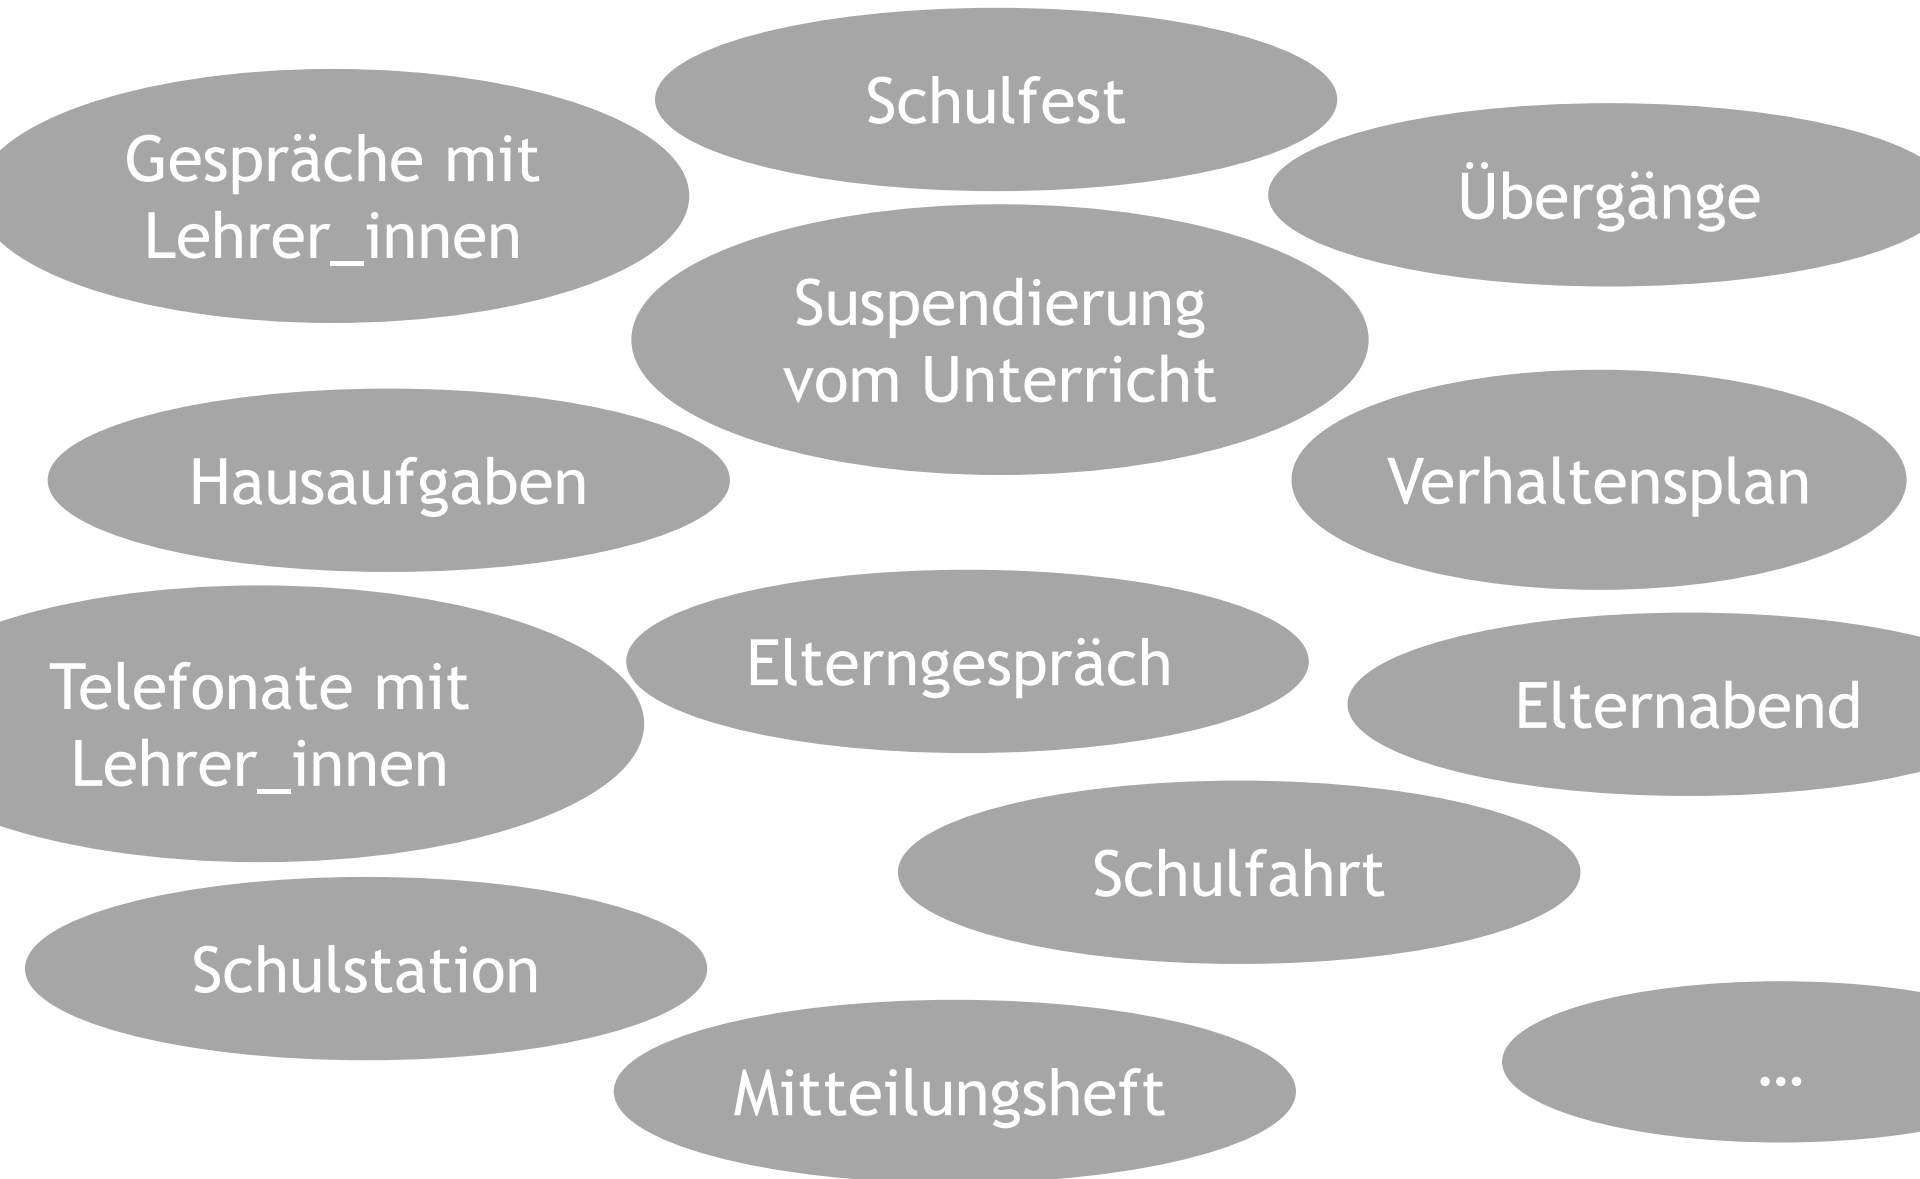 Schulfest
Gespräche mit
Lehrer_innen
Übergänge
Suspendierung
vom Unterricht
Hausaufgaben
Verhaltensplan
Telefonate mit
Lehrer_innen
Elterngespräch
Elternabend
Schulfahrt
Schulstation
Mitteilungsheft
...